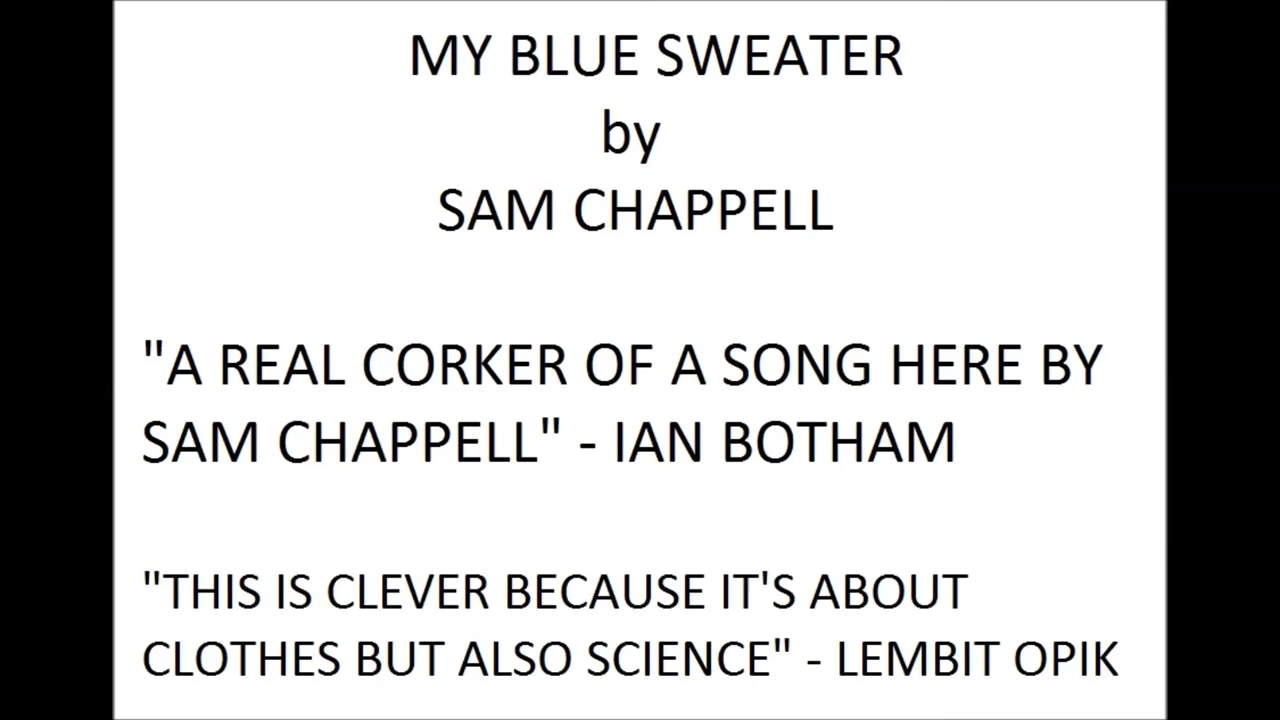 MY BLUE SWEATER
by
SAM CHAPPELL
"A REAL CORKER OF A SONG HERE BY
SAM CHAPPELL" - IAN BOTHAM
"THIS IS CLEVER BECAUSE IT'S ABOUT
CLOTHES BUT ALSO SCIENCE" - LEMBIT OPIK